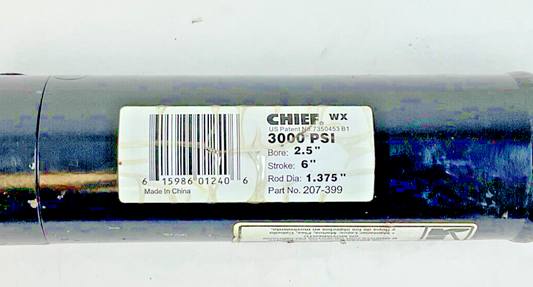 CHIEF WX
US Patent No.7350453 B1
3000 PSI
Bore: 2.5"
Stroke: 6"
Rod Dia: 1.375"
Part No. 207-399
6 15986 01240 6
Made In China